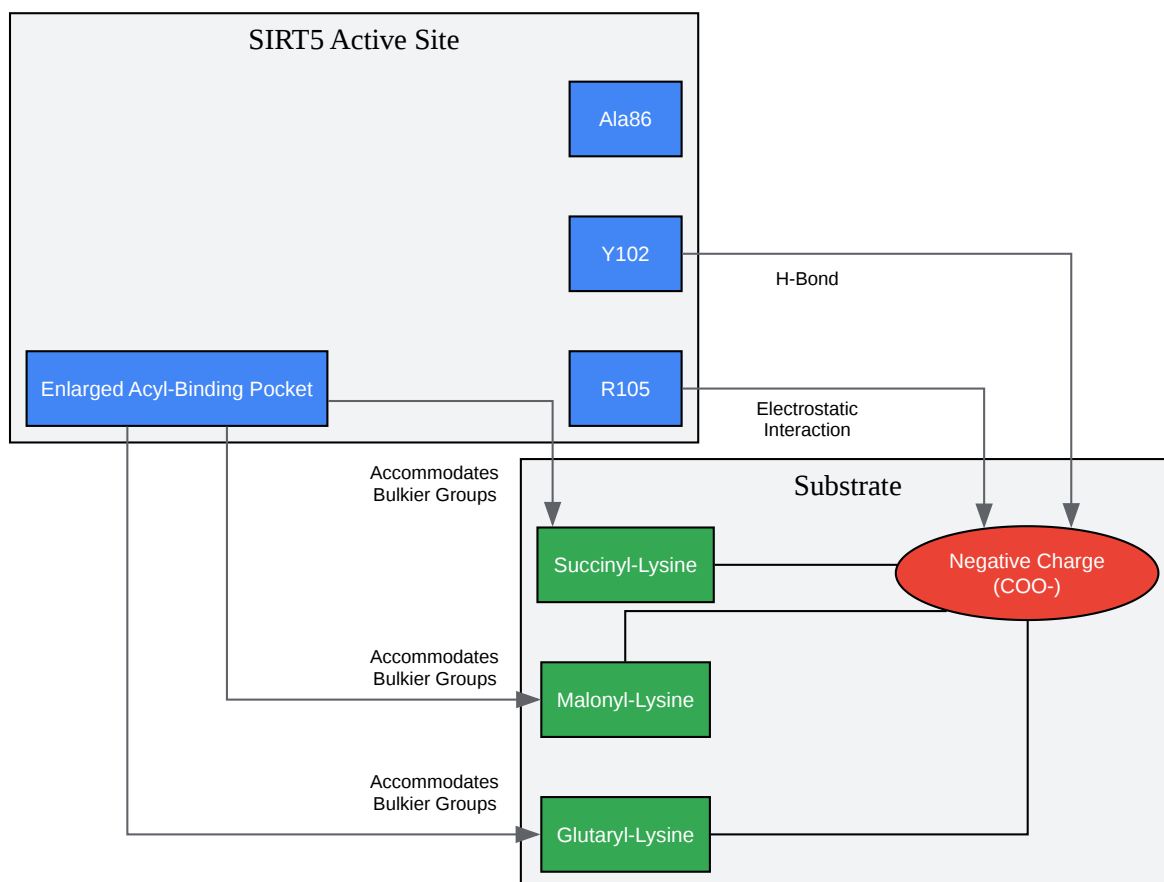 SIRT5 Active Site
Ala86
Y102
H-Bond
Enlarged Acyl-Binding Pocket
R105
Electrostatic
Interaction
Accommodates
Bulkier Groups
Substrate
Succinyl-Lysine
Negative Charge
(COO-)
Accommodates
Bulkier Groups
Malonyl-Lysine
Accommodates
Bulkier Groups
Glutaryl-Lysine